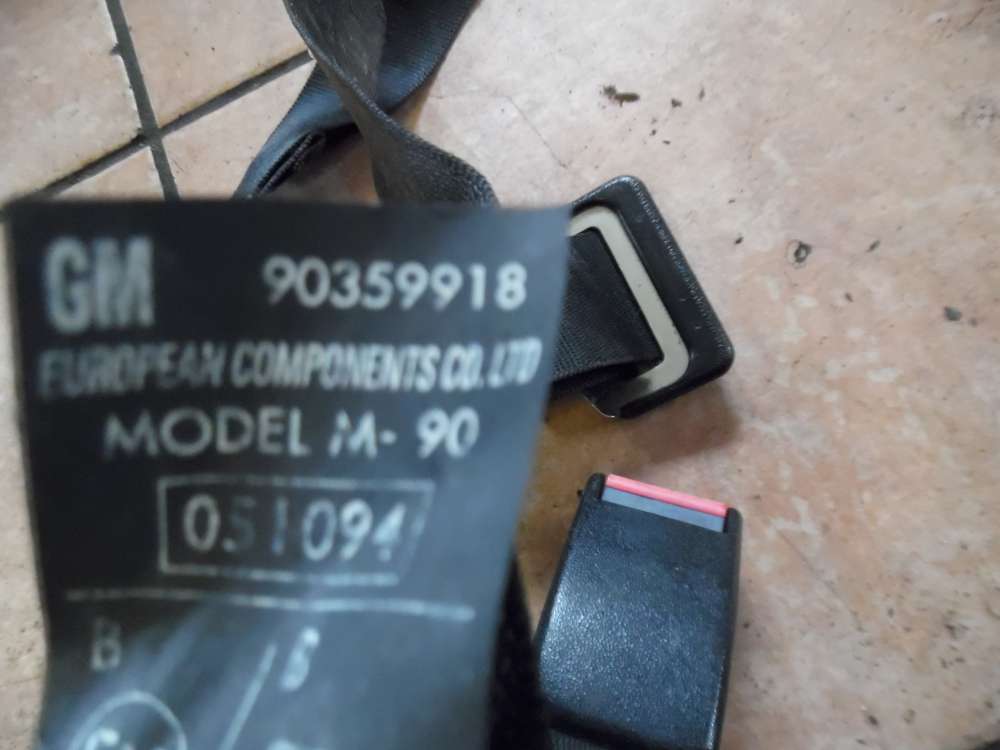 GM 90359918
EUROPEAN COMPONENTS CO. LTD
MODEL M- 90
051094
B